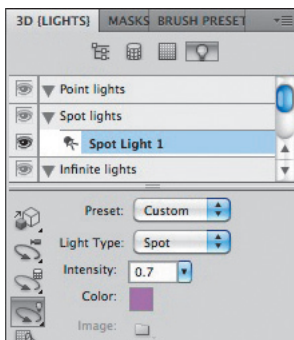 3D {LIGHTS} MASKS BRUSH PRESET
Point lights
Spot lights
Spot Light 1
Infinite lights
Preset: Custom
Light Type: Spot
Intensity: 0.7
Color:
Image: